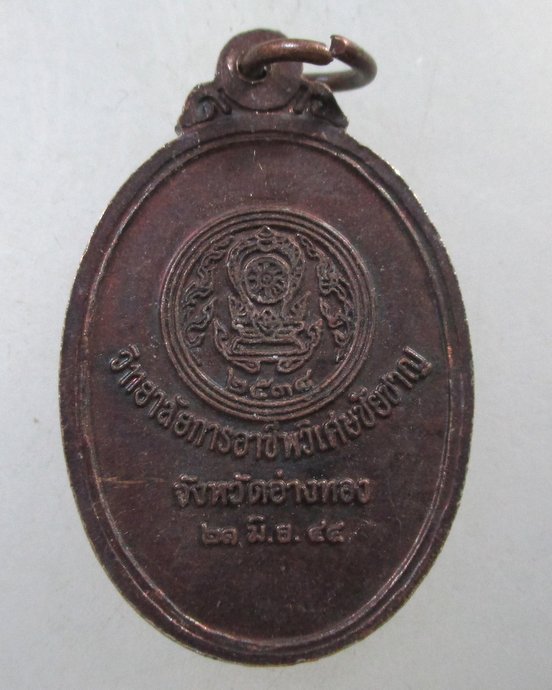 ๒๕๓๘
วิทยาลัยการอาชีพวิเศษชัยชาญ
จังหวัดอ่างทอง
๒๑ มิ.ย. ๔๔